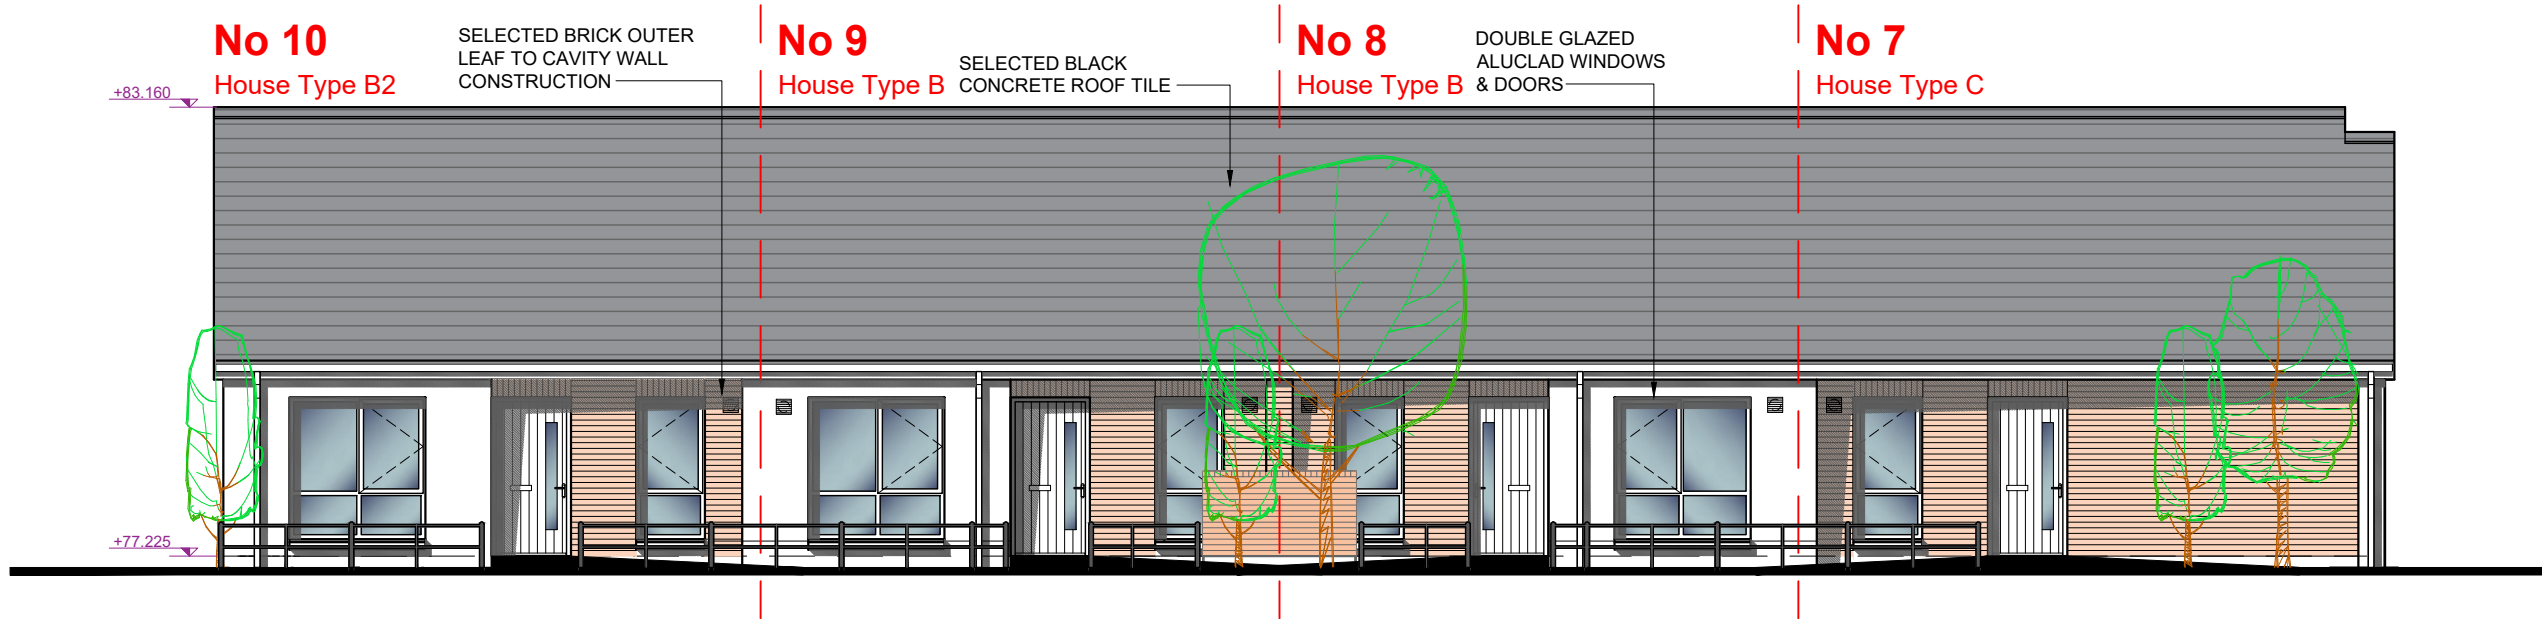 No 10
House Type B2
SELECTED BRICK OUTER
LEAF TO CAVITY WALL
CONSTRUCTION
No 9
House Type B
SELECTED BLACK
CONCRETE ROOF TILE
No 8
House Type B
DOUBLE GLAZED
ALUCLAD WINDOWS
& DOORS
No 7
House Type C
+83.160
+77.225